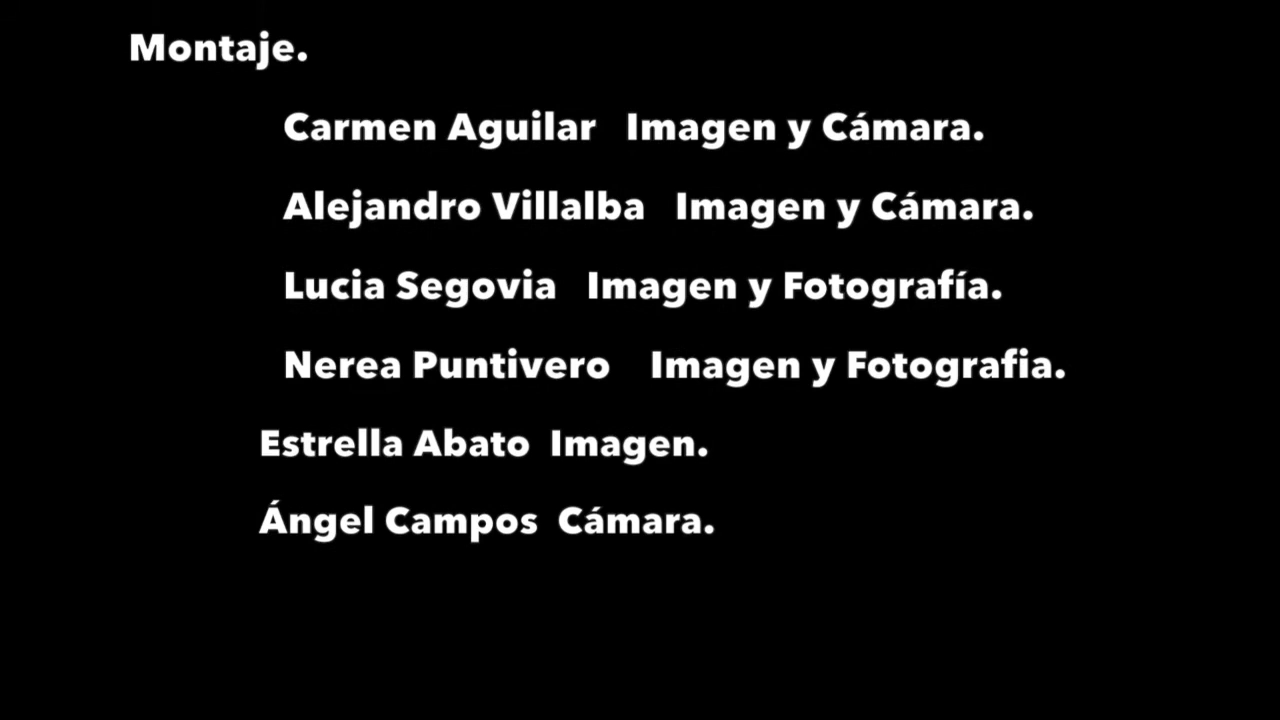 Montaje.
Carmen Aguilar Imagen y Cámara.
Alejandro Villalba Imagen y Cámara.
Lucia Segovia Imagen y Fotografía.
Nerea Puntivero Imagen y Fotografia.
Estrella Abato Imagen.
Ángel Campos Cámara.